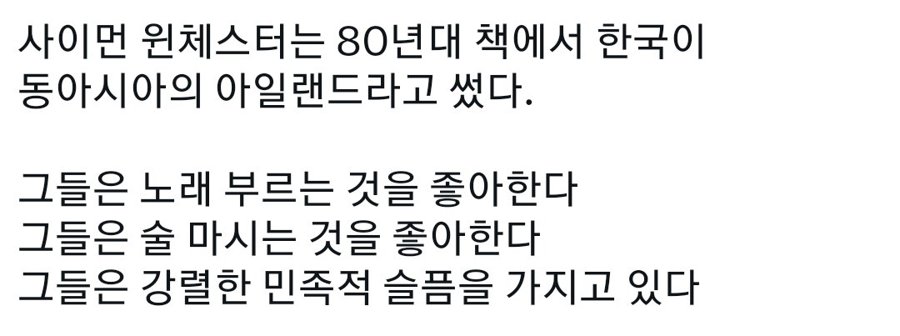 사이먼 윈체스터는 80년대 책에서 한국이
동아시아의 아일랜드라고 썼다.
그들은 노래 부르는 것을 좋아한다
그들은 술 마시는 것을 좋아한다
그들은 강렬한 민족적 슬픔을 가지고 있다